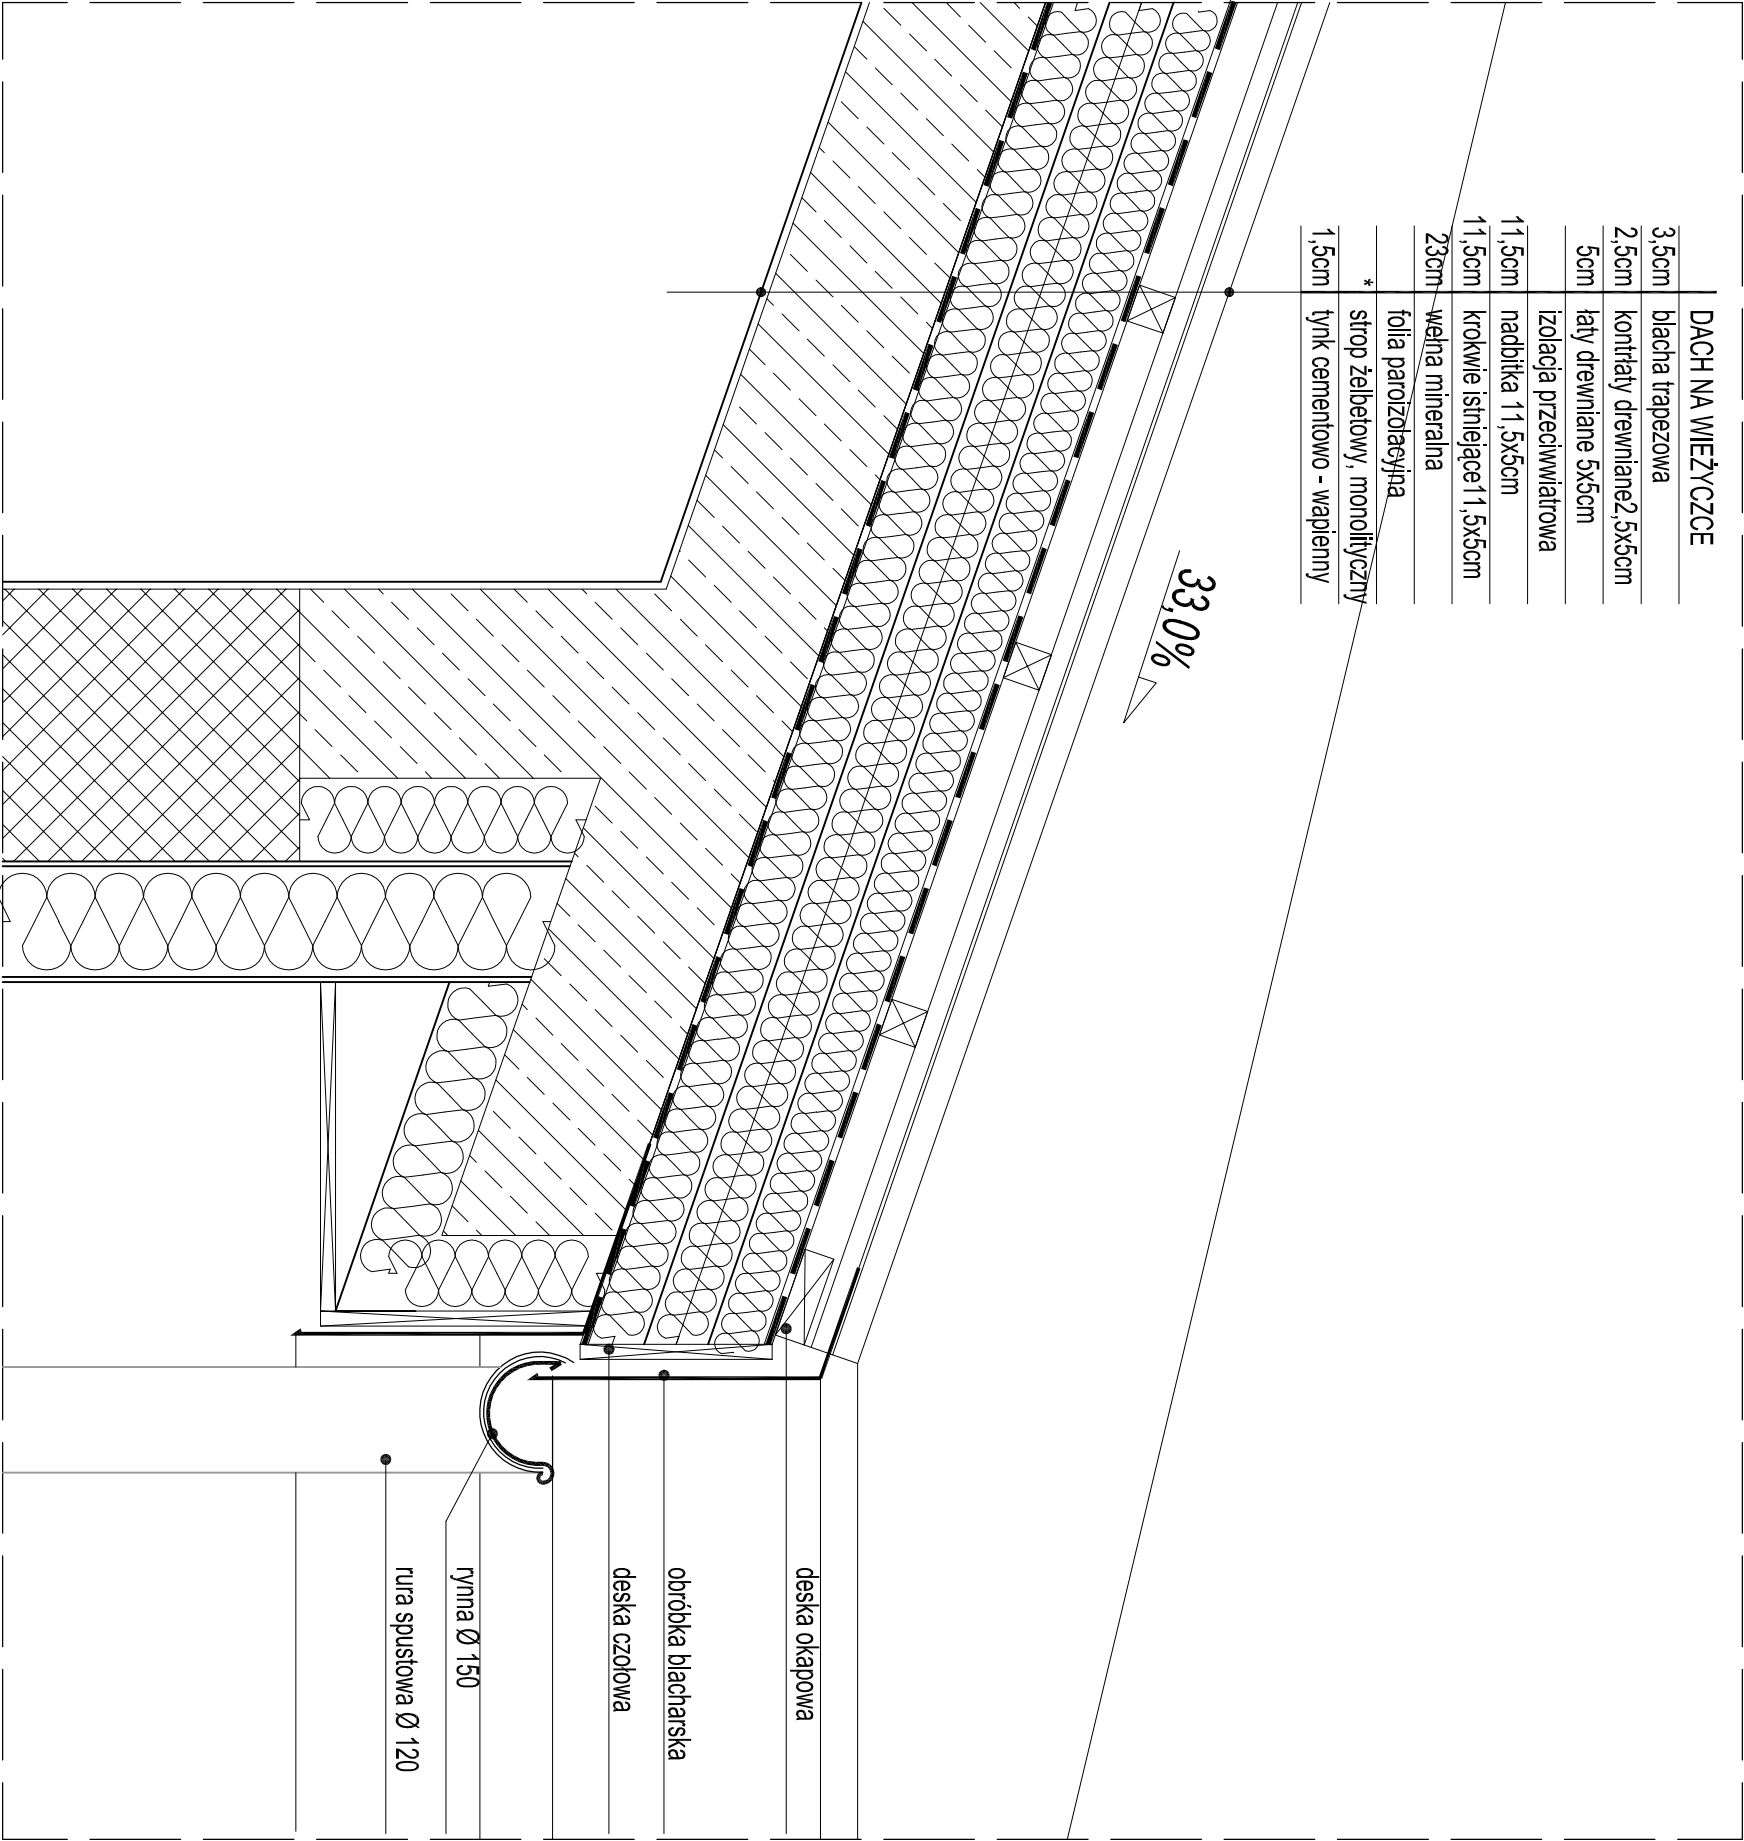 DACH NA WIEŻYCZCE
3,5cm blacha trapezowa
2,5cm kontrłaty drewniane2,5x5cm
5cm łaty drewniane 5x5cm
izolacja przeciwwiatrowa
11,5cm nadbitka 11,5x5cm
11,5cm krokwie istniejące11,5x5cm
23cm wełna mineralna
folia paroizolacyjna
* strop żelbetowy, monolityczny
1,5cm tynk cementowo - wapienny
33,0%
deska okapowa
obróbka blacharska
deska czołowa
rynna Ø 150
rura spustowa Ø 120